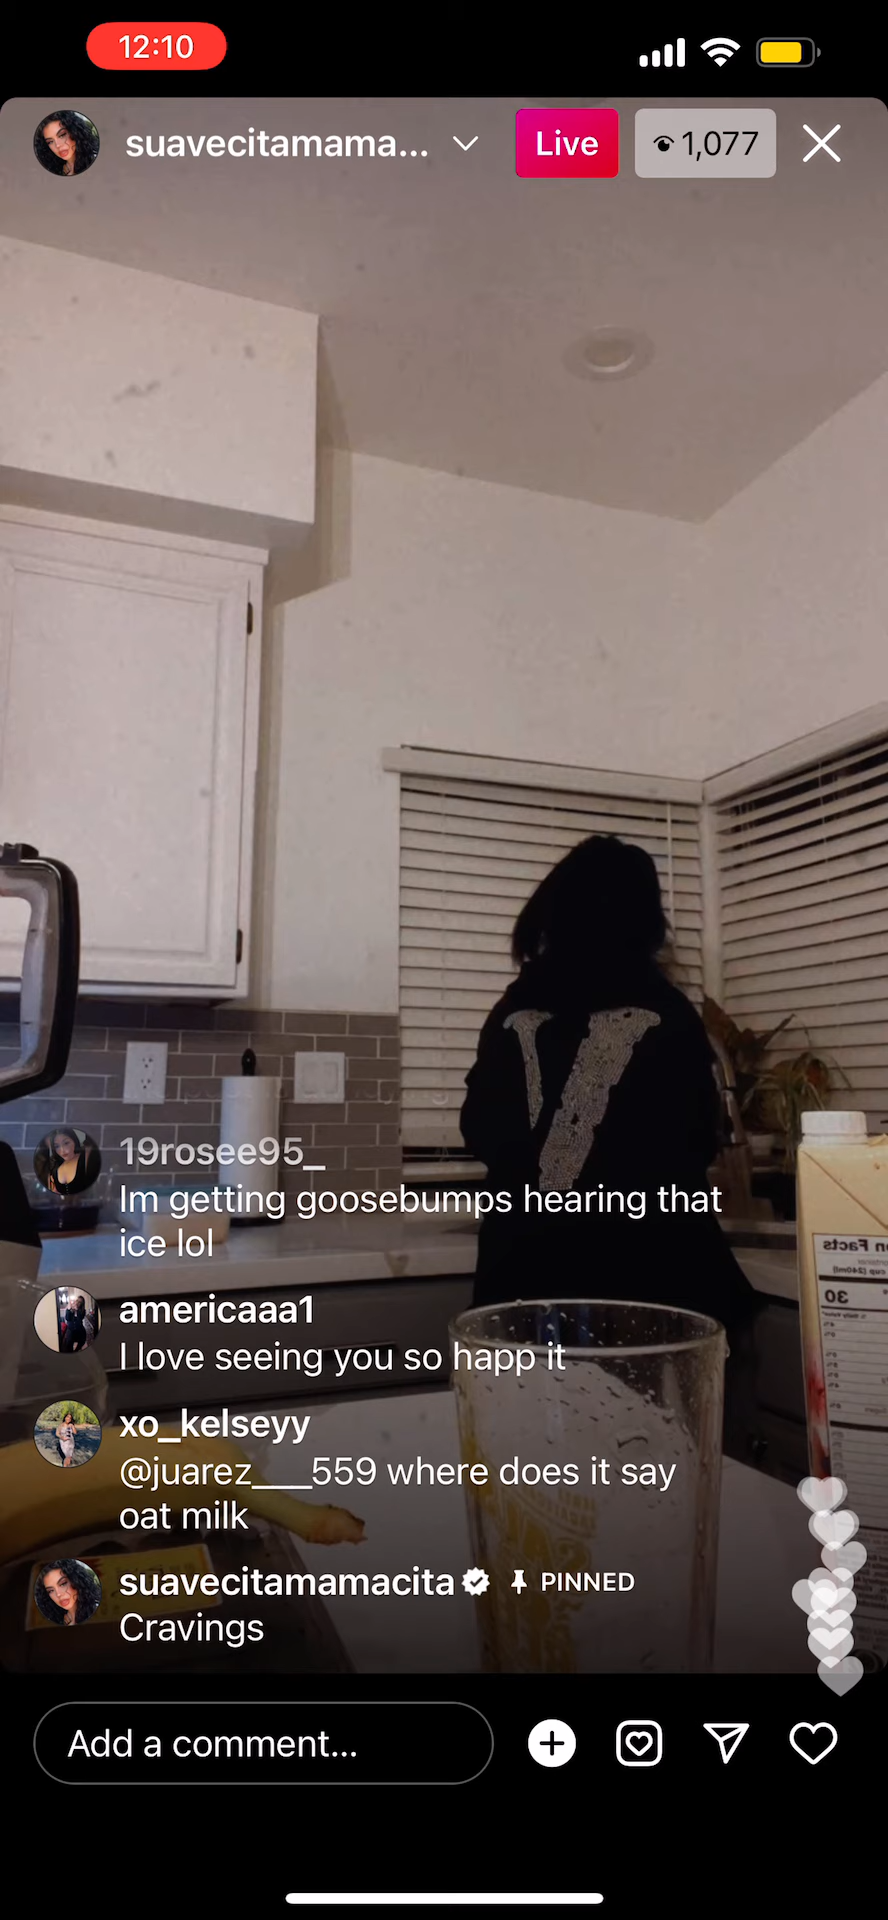 12:10
suavecitamama...
Live
1,077
19rosee95_
Im getting goosebumps hearing that
ice lol
americaaa1
I love seeing you so happ it
xo_kelseyy
@juarez___559 where does it say
oat milk
suavecitamamacita PINNED
Cravings
Add a comment...
V
30